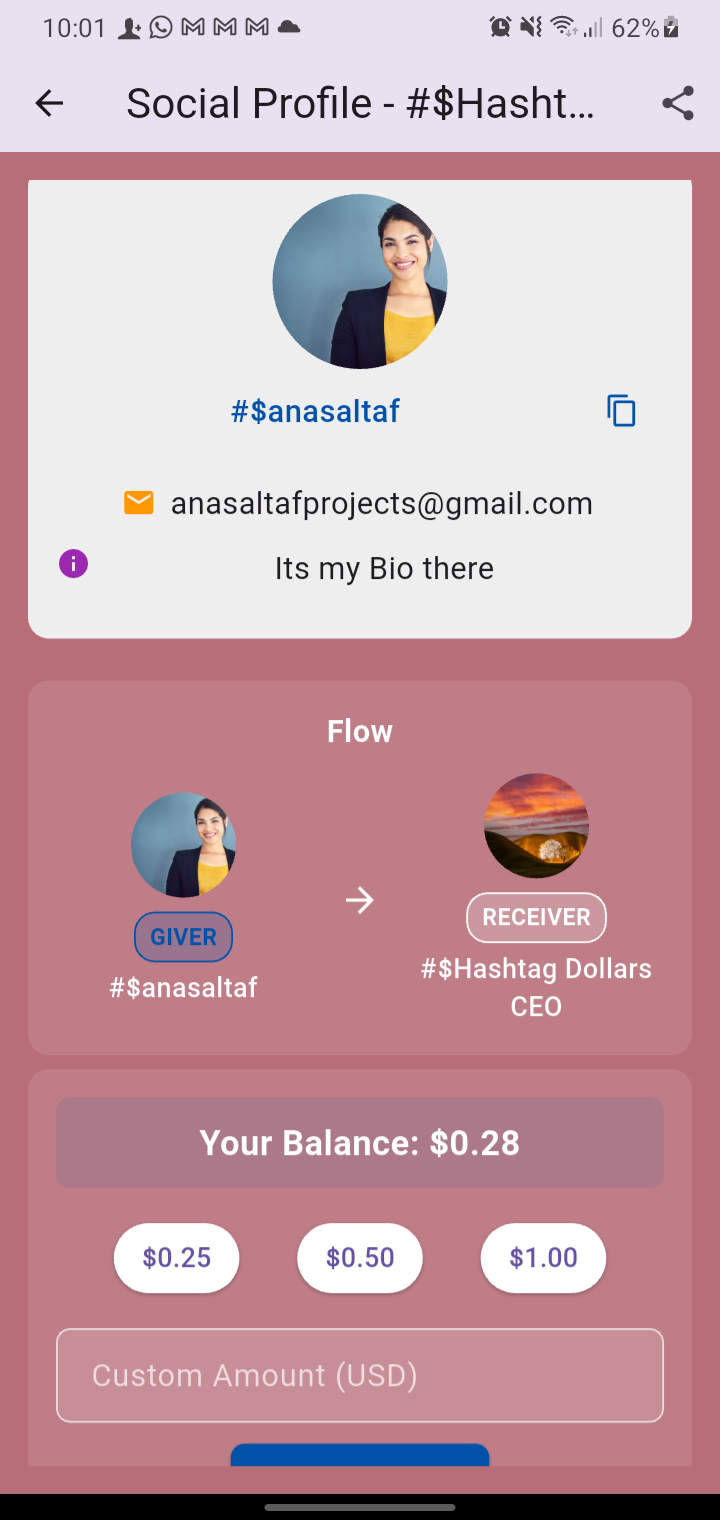 10:01
62%
Social Profile - #$Hasht...
#$anasaltaf
anasaltafprojects@gmail.com
Its my Bio there
Flow
GIVER
#$anasaltaf
RECEIVER
#$Hashtag Dollars
CEO
Your Balance: $0.28
$0.25 $0.50 $1.00
Custom Amount (USD)